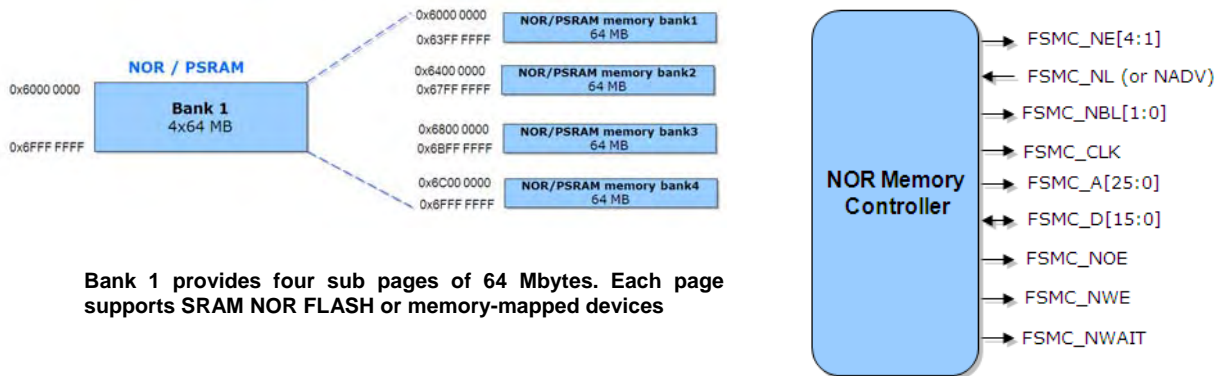 NOR / PSRAM
0x6000 0000
Bank 1
4x64 MB
0x6FFF FFFF
0x6000 0000
NOR/PSRAM memory bank1
64 MB
0x63FF FFFF
0x6400 0000
NOR/PSRAM memory bank2
64 MB
0x67FF FFFF
0x6800 0000
NOR/PSRAM memory bank3
64 MB
0x6BFF FFFF
0x6C00 0000
NOR/PSRAM memory bank4
64 MB
0x6FFF FFFF
Bank 1 provides four sub pages of 64 Mbytes. Each page
supports SRAM NOR FLASH or memory-mapped devices
NOR Memory
Controller
FSMC_NE[4:1]
FSMC_NL (or NADV)
FSMC_NBL[1:0]
FSMC_CLK
FSMC_A[25:0]
FSMC_D[15:0]
FSMC_NOE
FSMC_NWE
FSMC_NWAIT